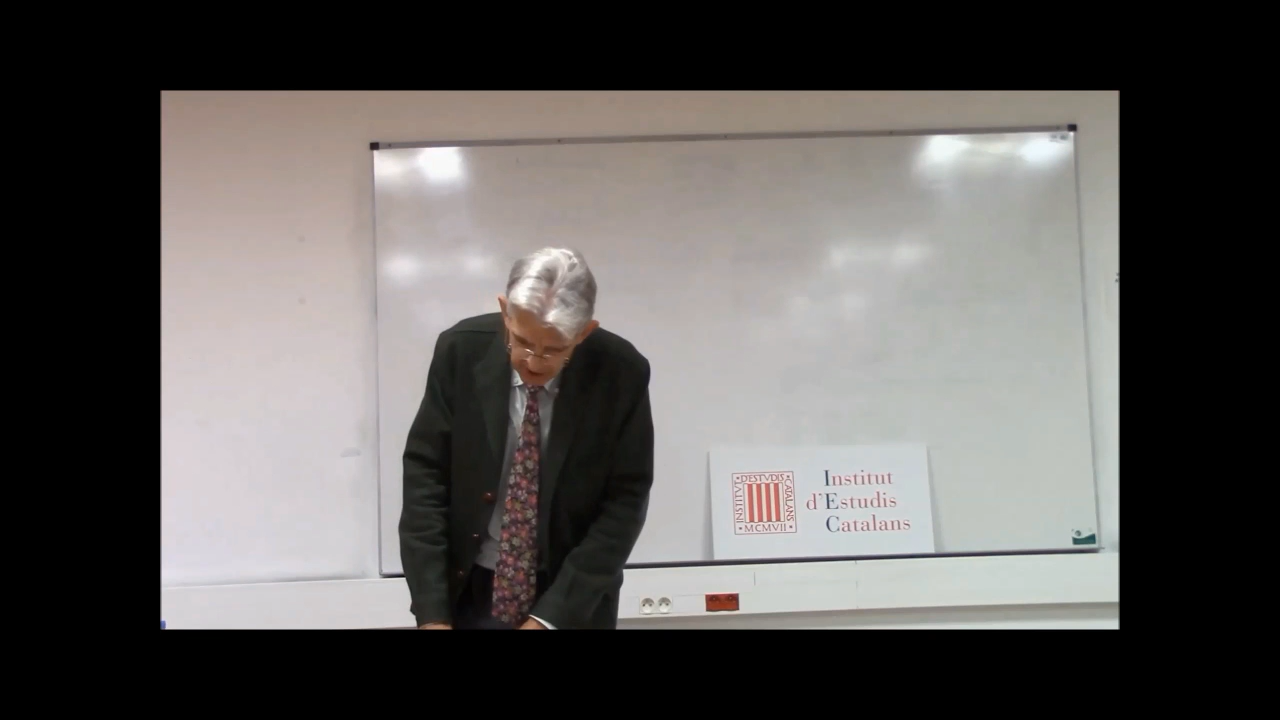 D'ESTVDIS
INSTITVT
CATALANS
MCMVII
Institut
d'Estudis
Catalans